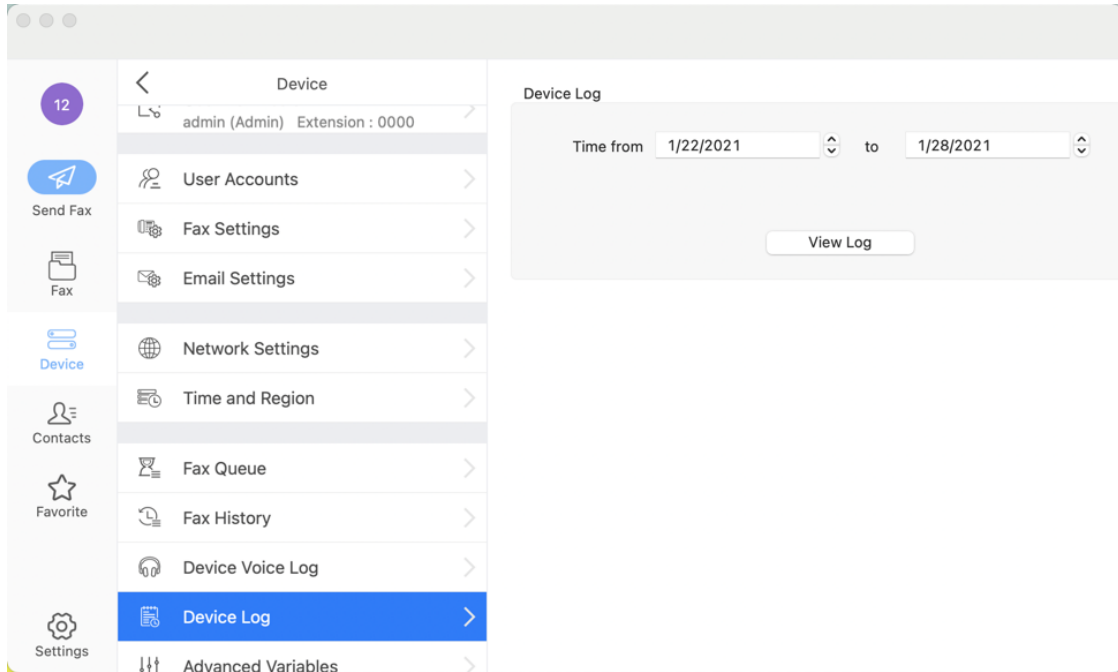 12
Send Fax
Fax
Device
Contacts
Favorite
Settings
Device
admin (Admin) Extension : 0000
User Accounts
Fax Settings
Email Settings
Network Settings
Time and Region
Fax Queue
Fax History
Device Voice Log
Device Log
Advanced Variables
Device Log
Time from 1/22/2021 to 1/28/2021
View Log